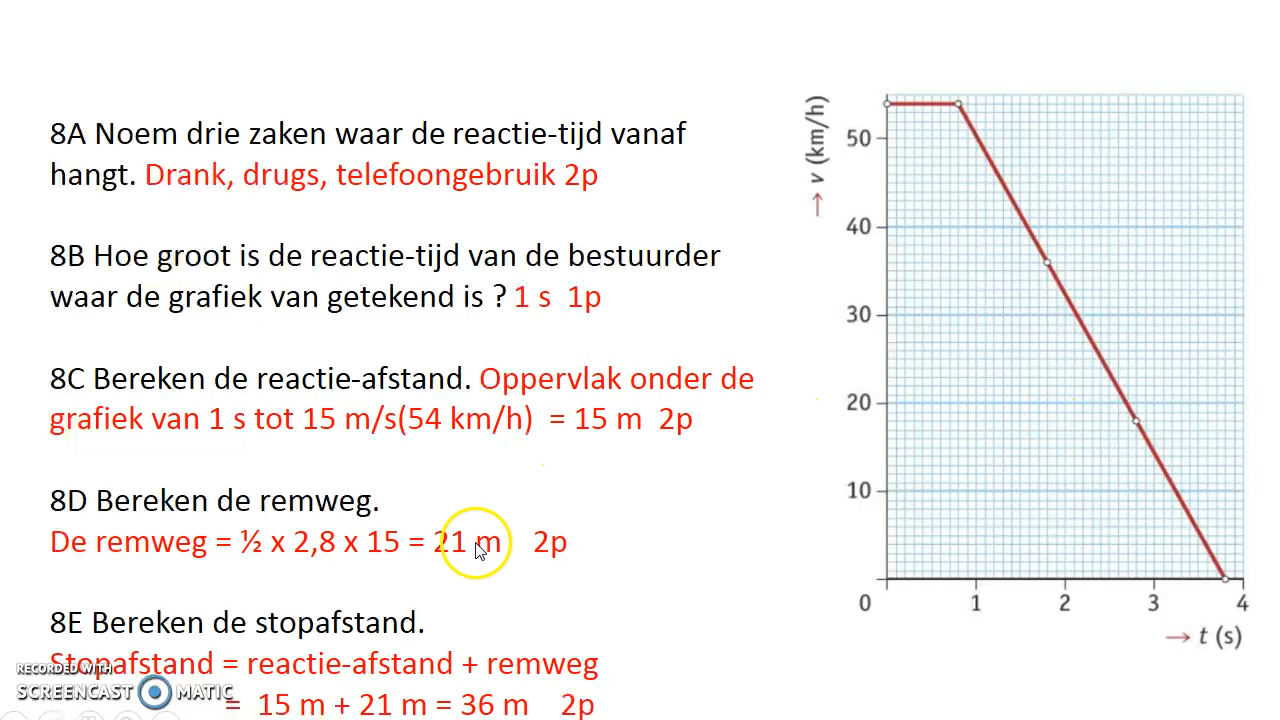 8A Noem drie zaken waar de reactie-tijd vanaf
hangt. Drank, drugs, telefoongebruik 2p
8B Hoe groot is de reactie-tijd van de bestuurder
waar de grafiek van getekend is ? 1 s 1p
8C Bereken de reactie-afstand. Oppervlak onder de
grafiek van 1 s tot 15 m/s(54 km/h) = 15 m 2p
8D Bereken de remweg.
De remweg = ½ x 2,8 x 15 = 21 m 2p
8E Bereken de stopafstand.
Stopafstand = reactie-afstand + remweg
= 15 m + 21 m = 36 m 2p
RECORDED WITH
SCREENCAST MATIC
→ v (km/h)
50
40
30
20
10
0 1 2 3 4
→ t (s)